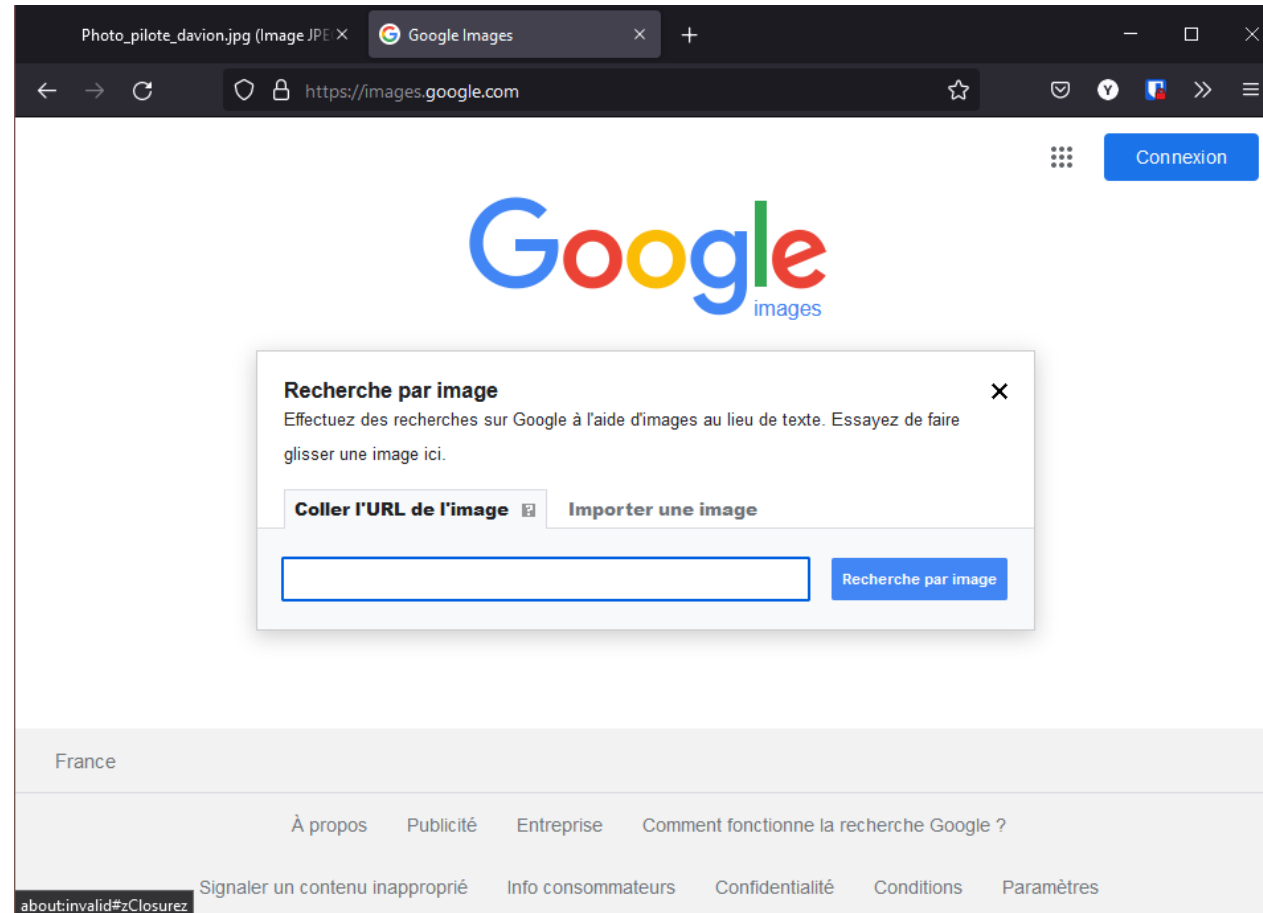 Photo_pilote_davion.jpg (Image JPE
Google Images
https://images.google.com
Y
Connexion
Google
images
Recherche par image
Effectuez des recherches sur Google à l'aide d'images au lieu de texte. Essayez de faire
glisser une image ici.
Coller l'URL de l'image ?
Importer une image
Recherche par image
France
À propos Publicité Entreprise Comment fonctionne la recherche Google ?
Signaler un contenu inapproprié Info consommateurs Confidentialité Conditions Paramètres
about:invalid#zClosurez